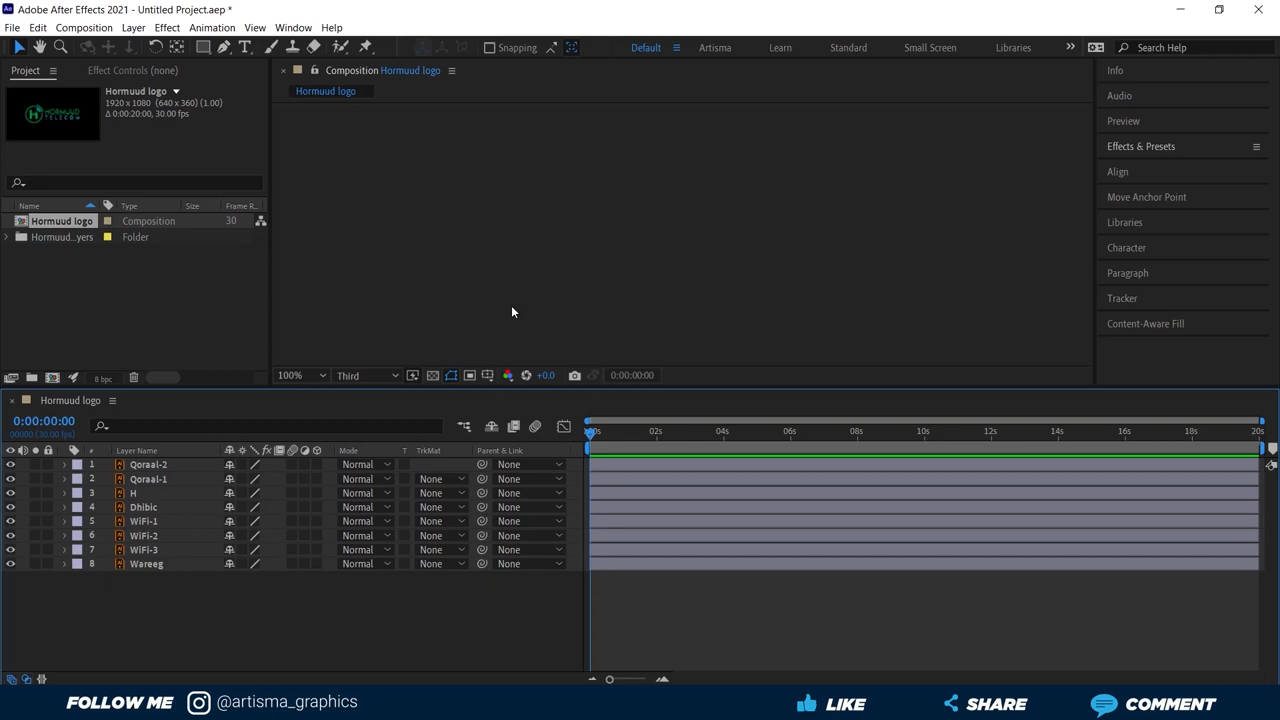 Adobe After Effects 2021 - Untitled Project.aep *
File Edit Composition Layer Effect Animation View Window Help
Snapping Default Artisma Learn Standard Small Screen Libraries Search Help
Project Effect Controls (none) Composition Hormuud logo Info
Hormuud logo
1920 x 1080 (640 x 360) (1.00)
Δ 0:00:20:00, 30.00 fps)
HORMUUD
TELECOM
Hormuud logo
Audio
Preview
Effects & Presets
Align
Move Anchor Point
Libraries
Character
Paragraph
Tracker
Content-Aware Fill
Name Type Size Frame R...
Hormuud logo Composition 30
Hormuud...yers Folder
8 bpc
100% Third +0.0 0:00:00:00
Hormuud logo
0:00:00:00
00000 (30.00 fps)
:00s 02s 04s 06s 08s 10s 12s 14s 16s 18s 20s
# Layer Name fx Mode T TrkMat Parent & Link
1 Qoraal-2 Normal None
2 Qoraal-1 Normal None None
3 H Normal None None
4 Dhibic Normal None None
5 WiFi-1 Normal None None
6 WiFi-2 Normal None None
7 WiFi-3 Normal None None
8 Wareeg Normal None None
FOLLOW ME @artisma_graphics LIKE SHARE COMMENT